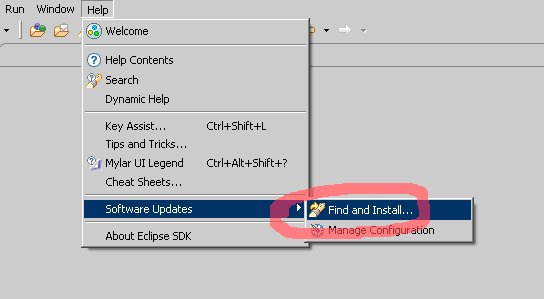 Run Window Help
Welcome
Help Contents
Search
Dynamic Help
Key Assist... Ctrl+Shift+L
Tips and Tricks...
Mylar UI Legend Ctrl+Alt+Shift+?
Cheat Sheets...
Software Updates
Find and Install...
Manage Configuration
About Eclipse SDK